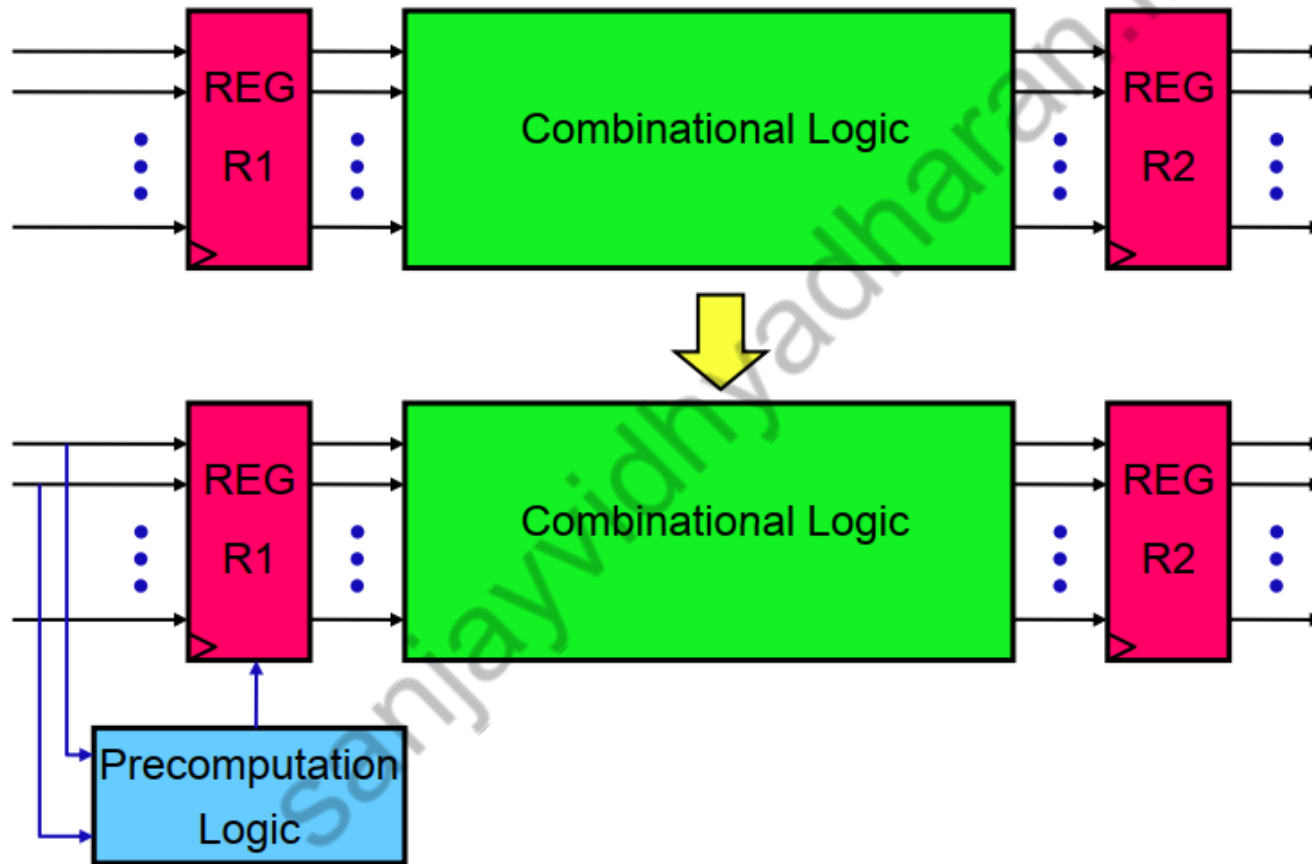 REG
R1
Combinational Logic
REG
R2
REG
R1
Combinational Logic
REG
R2
Precomputation
Logic
sanjayvidhyadharan.